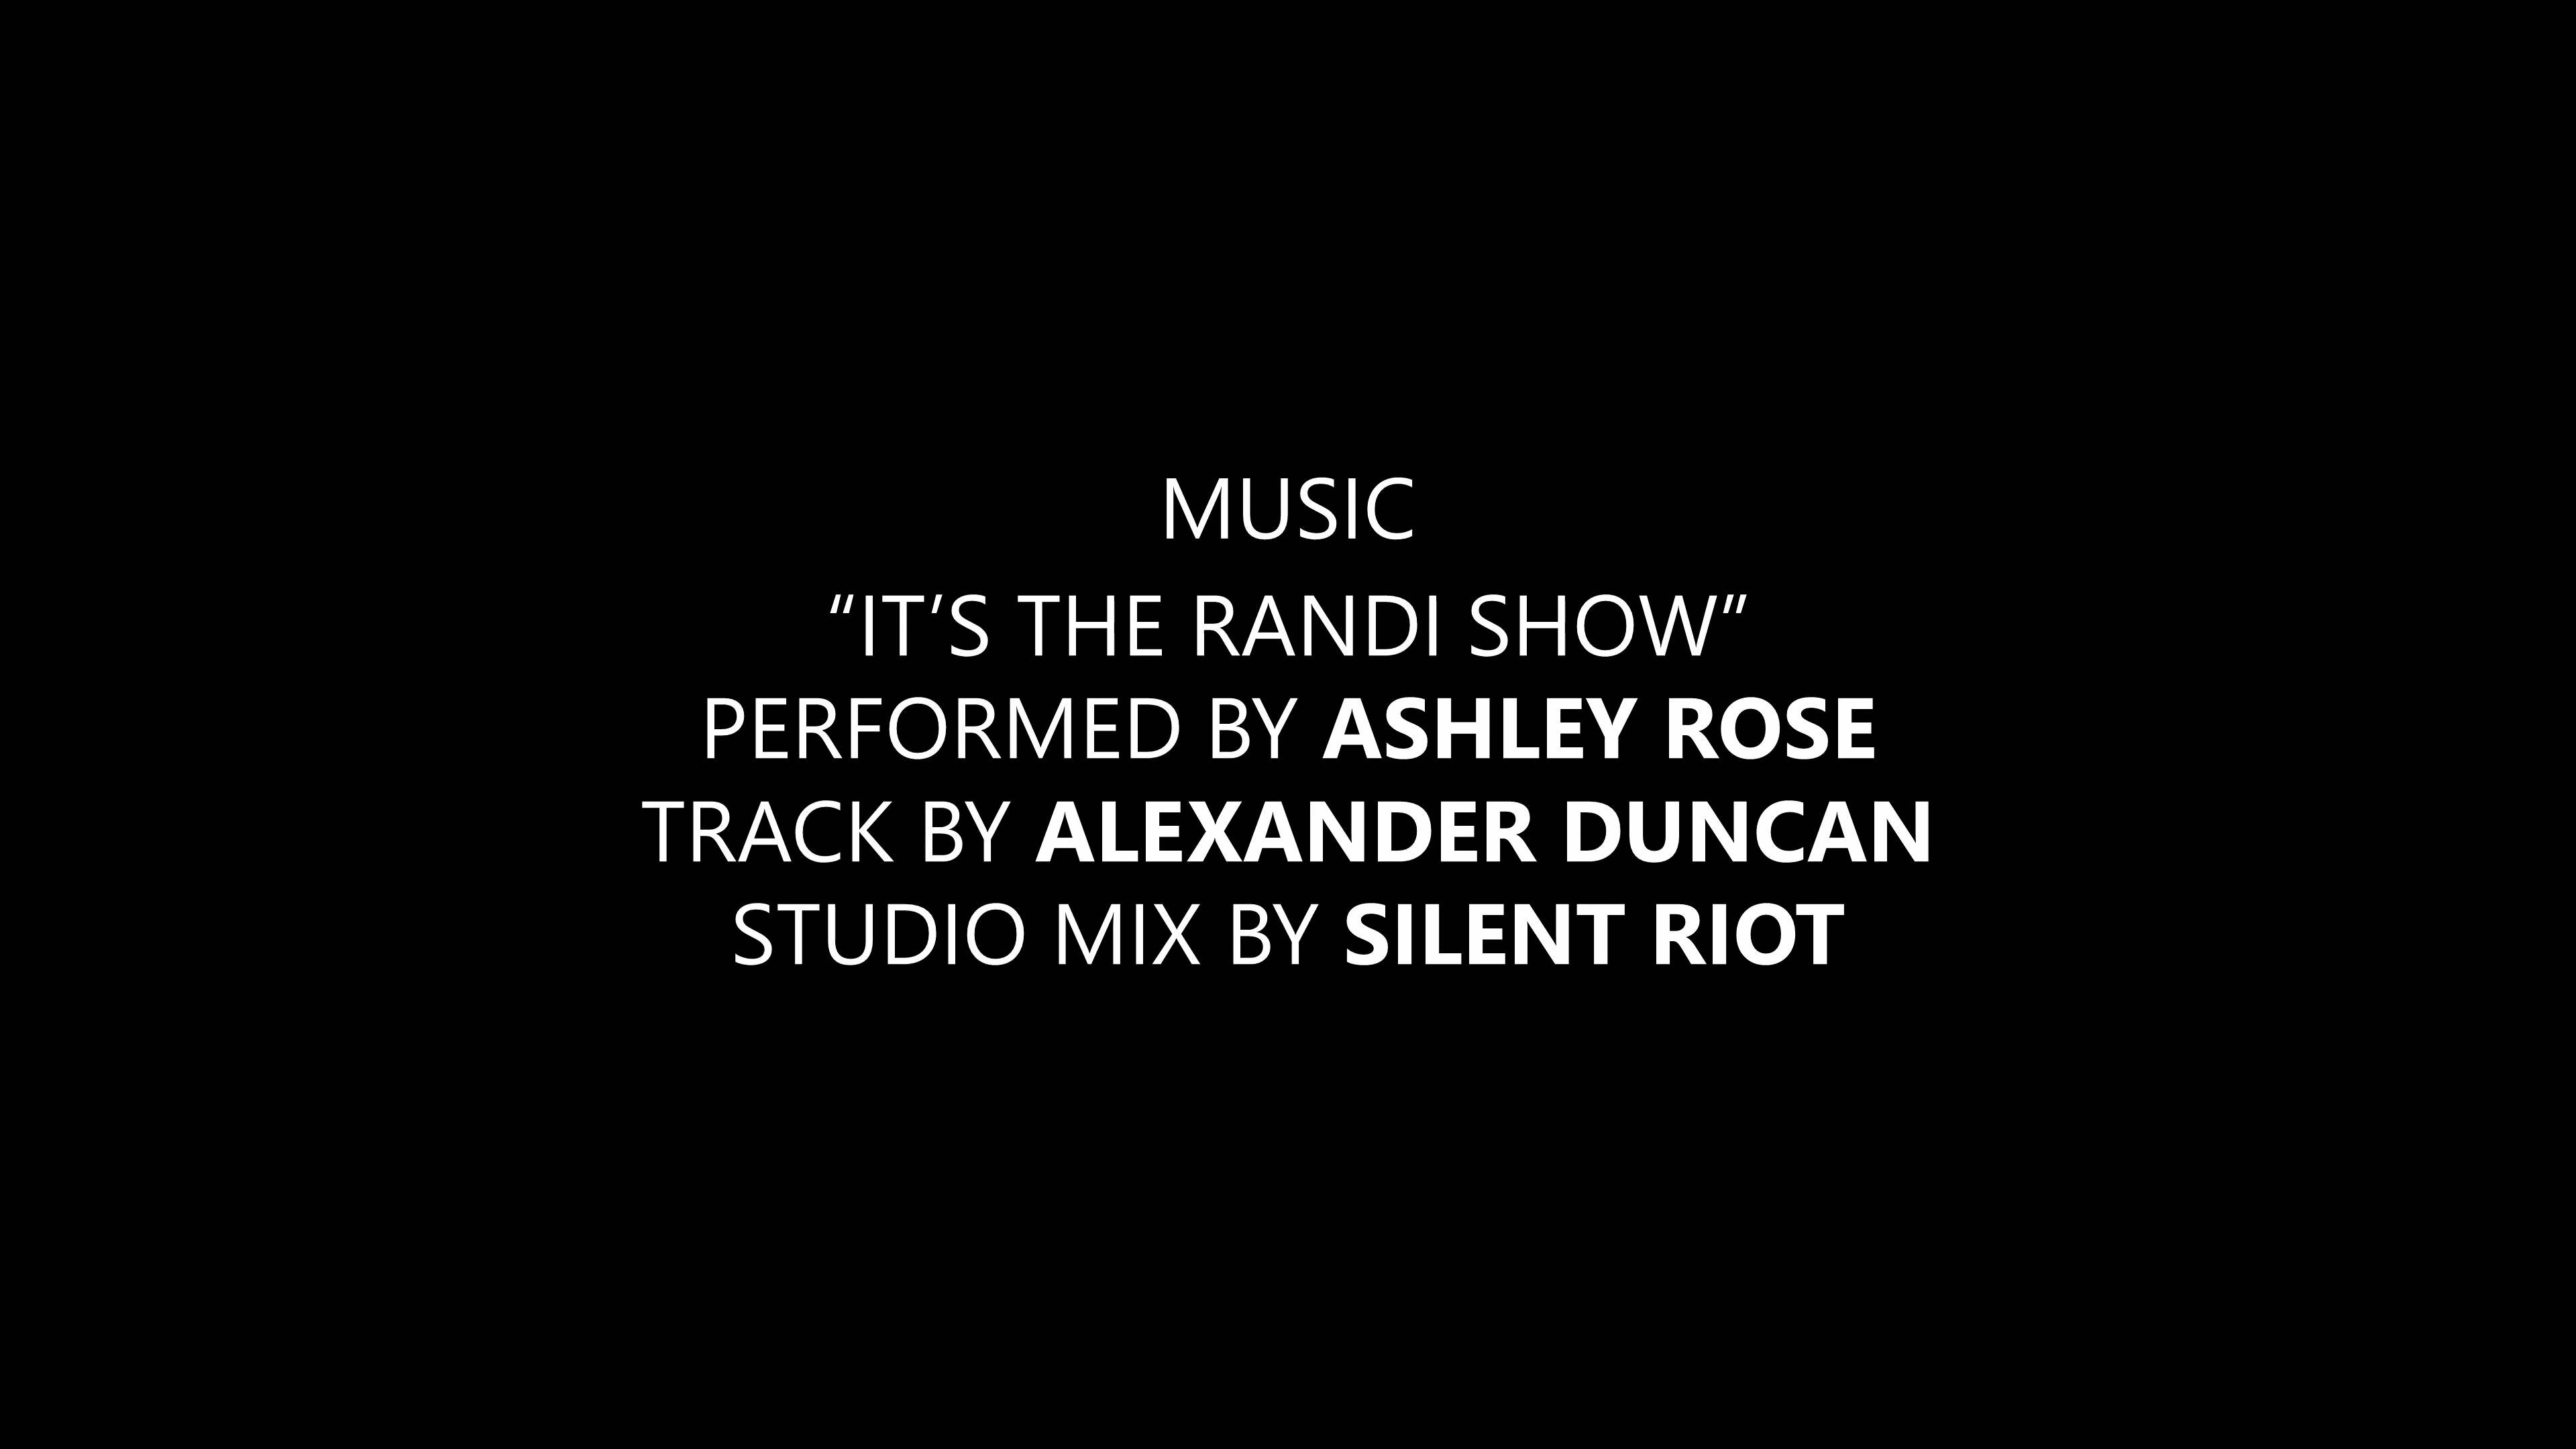 MUSIC
“IT’S THE RANDI SHOW”
PERFORMED BY ASHLEY ROSE
TRACK BY ALEXANDER DUNCAN
STUDIO MIX BY SILENT RIOT